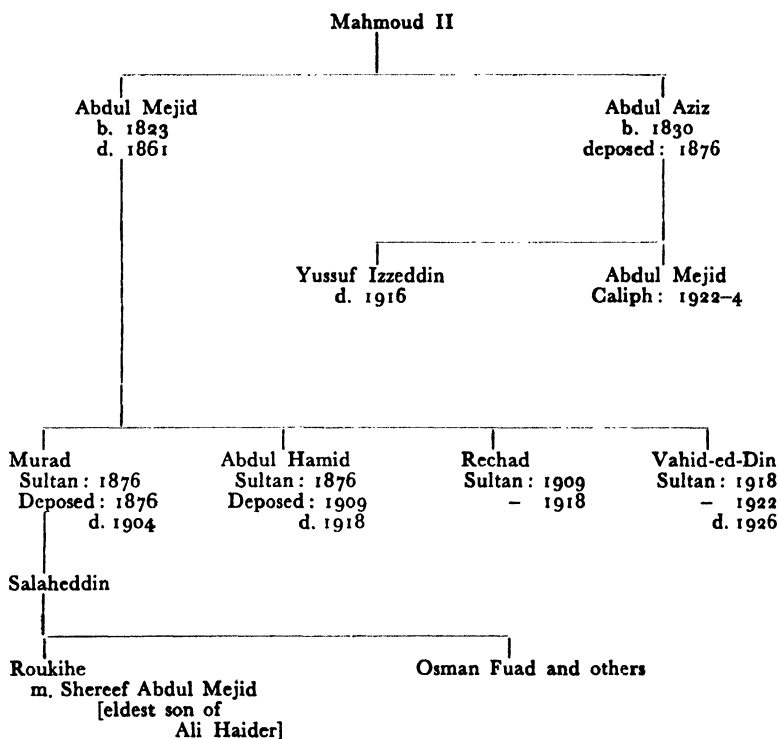 Mahmoud II
Abdul Mejid
b. 1823
d. 1861
Abdul Aziz
b. 1830
deposed: 1876
Yussuf Izzeddin
d. 1916
Abdul Mejid
Caliph: 1922-4
Murad
Sultan: 1876
Deposed: 1876
d. 1904
Abdul Hamid
Sultan: 1876
Deposed: 1909
d. 1918
Rechad
Sultan: 1909
– 1918
Vahid-ed-Din
Sultan: 1918
– 1922
d. 1926
Salaheddin
Roukihe
m. Shereef Abdul Mejid
[eldest son of
Ali Haider]
Osman Fuad and others